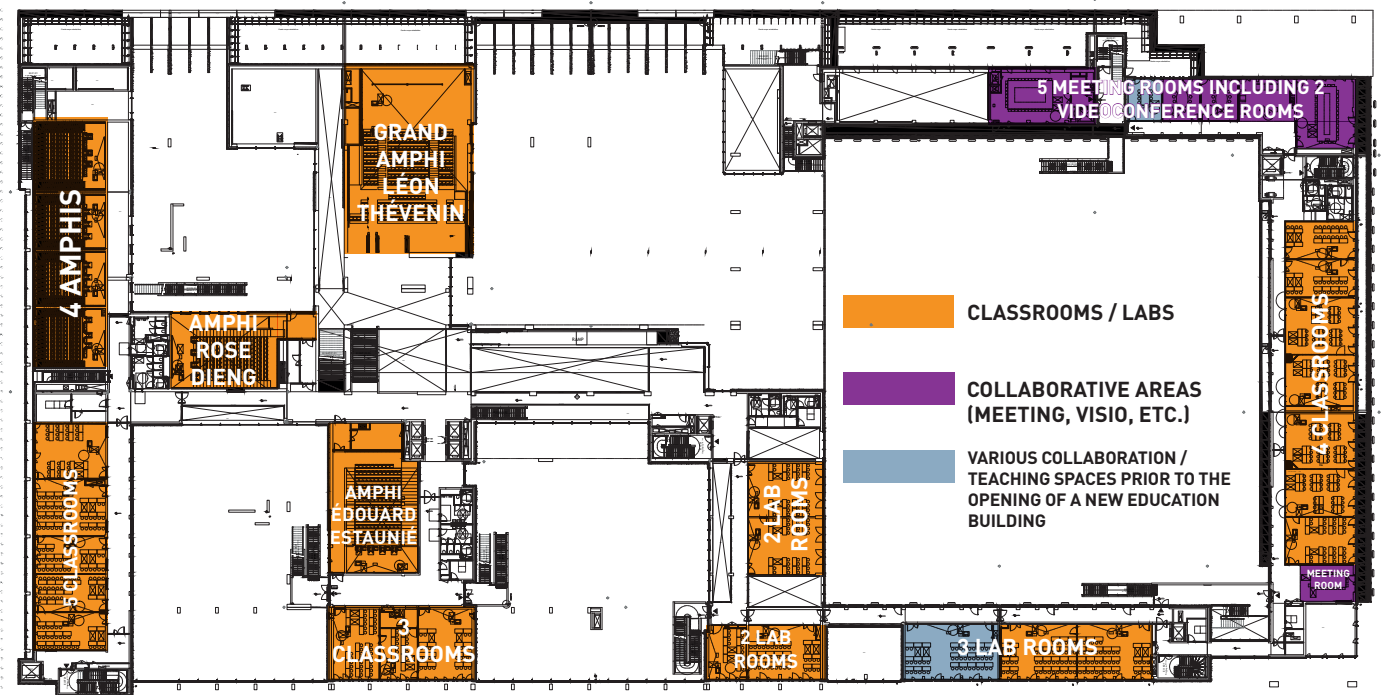 5 MEETING ROOMS INCLUDING 2
VIDEOCONFERENCE ROOMS
GRAND
AMPHI
LÉON
THÉVENIN
4 AMPHIS
AMPHI
ROSE
DIENG
CLASSROOMS / LABS
COLLABORATIVE AREAS
(MEETING, VISIO, ETC.)
VARIOUS COLLABORATION /
TEACHING SPACES PRIOR TO THE
OPENING OF A NEW EDUCATION
BUILDING
4 CLASSROOMS
5 CLASSROOMS
AMPHI
ÉDOUARD
ESTAUNIÉ
2 LAB
ROOMS
MEETING
ROOM
3
CLASSROOMS
2 LAB
ROOMS
3 LAB ROOMS